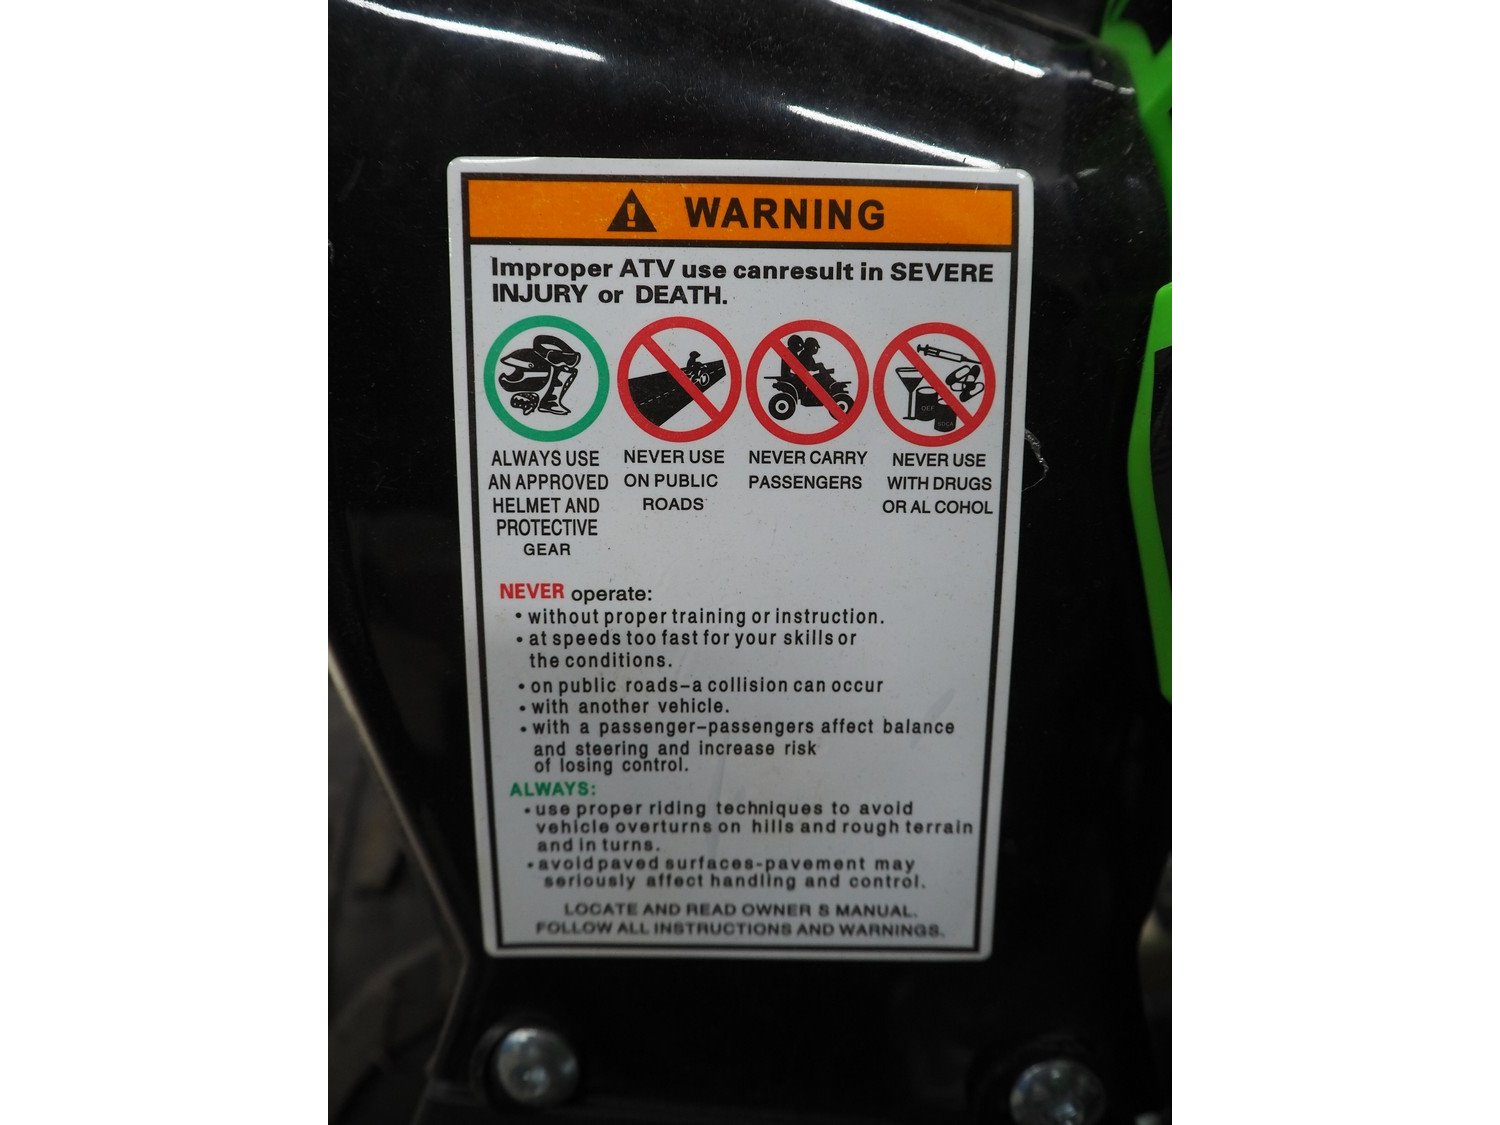 WARNING
Improper ATV use canresult in SEVERE
INJURY or DEATH.
DEF
SDCA
ALWAYS USE
AN APPROVED
HELMET AND
PROTECTIVE
GEAR
NEVER USE
ON PUBLIC
ROADS
NEVER CARRY
PASSENGERS
NEVER USE
WITH DRUGS
OR AL COHOL
NEVER operate:
• without proper training or instruction.
• at speeds too fast for your skills or
the conditions.
• on public roads–a collision can occur
• with another vehicle.
• with a passenger–passengers affect balance
and steering and increase risk
of losing control.
ALWAYS:
• use proper riding techniques to avoid
vehicle overturns on hills and rough terrain
and in turns.
• avoid paved surfaces-pavement may
seriously affect handling and control.
LOCATE AND READ OWNER S MANUAL.
FOLLOW ALL INSTRUCTIONS AND WARNINGS.